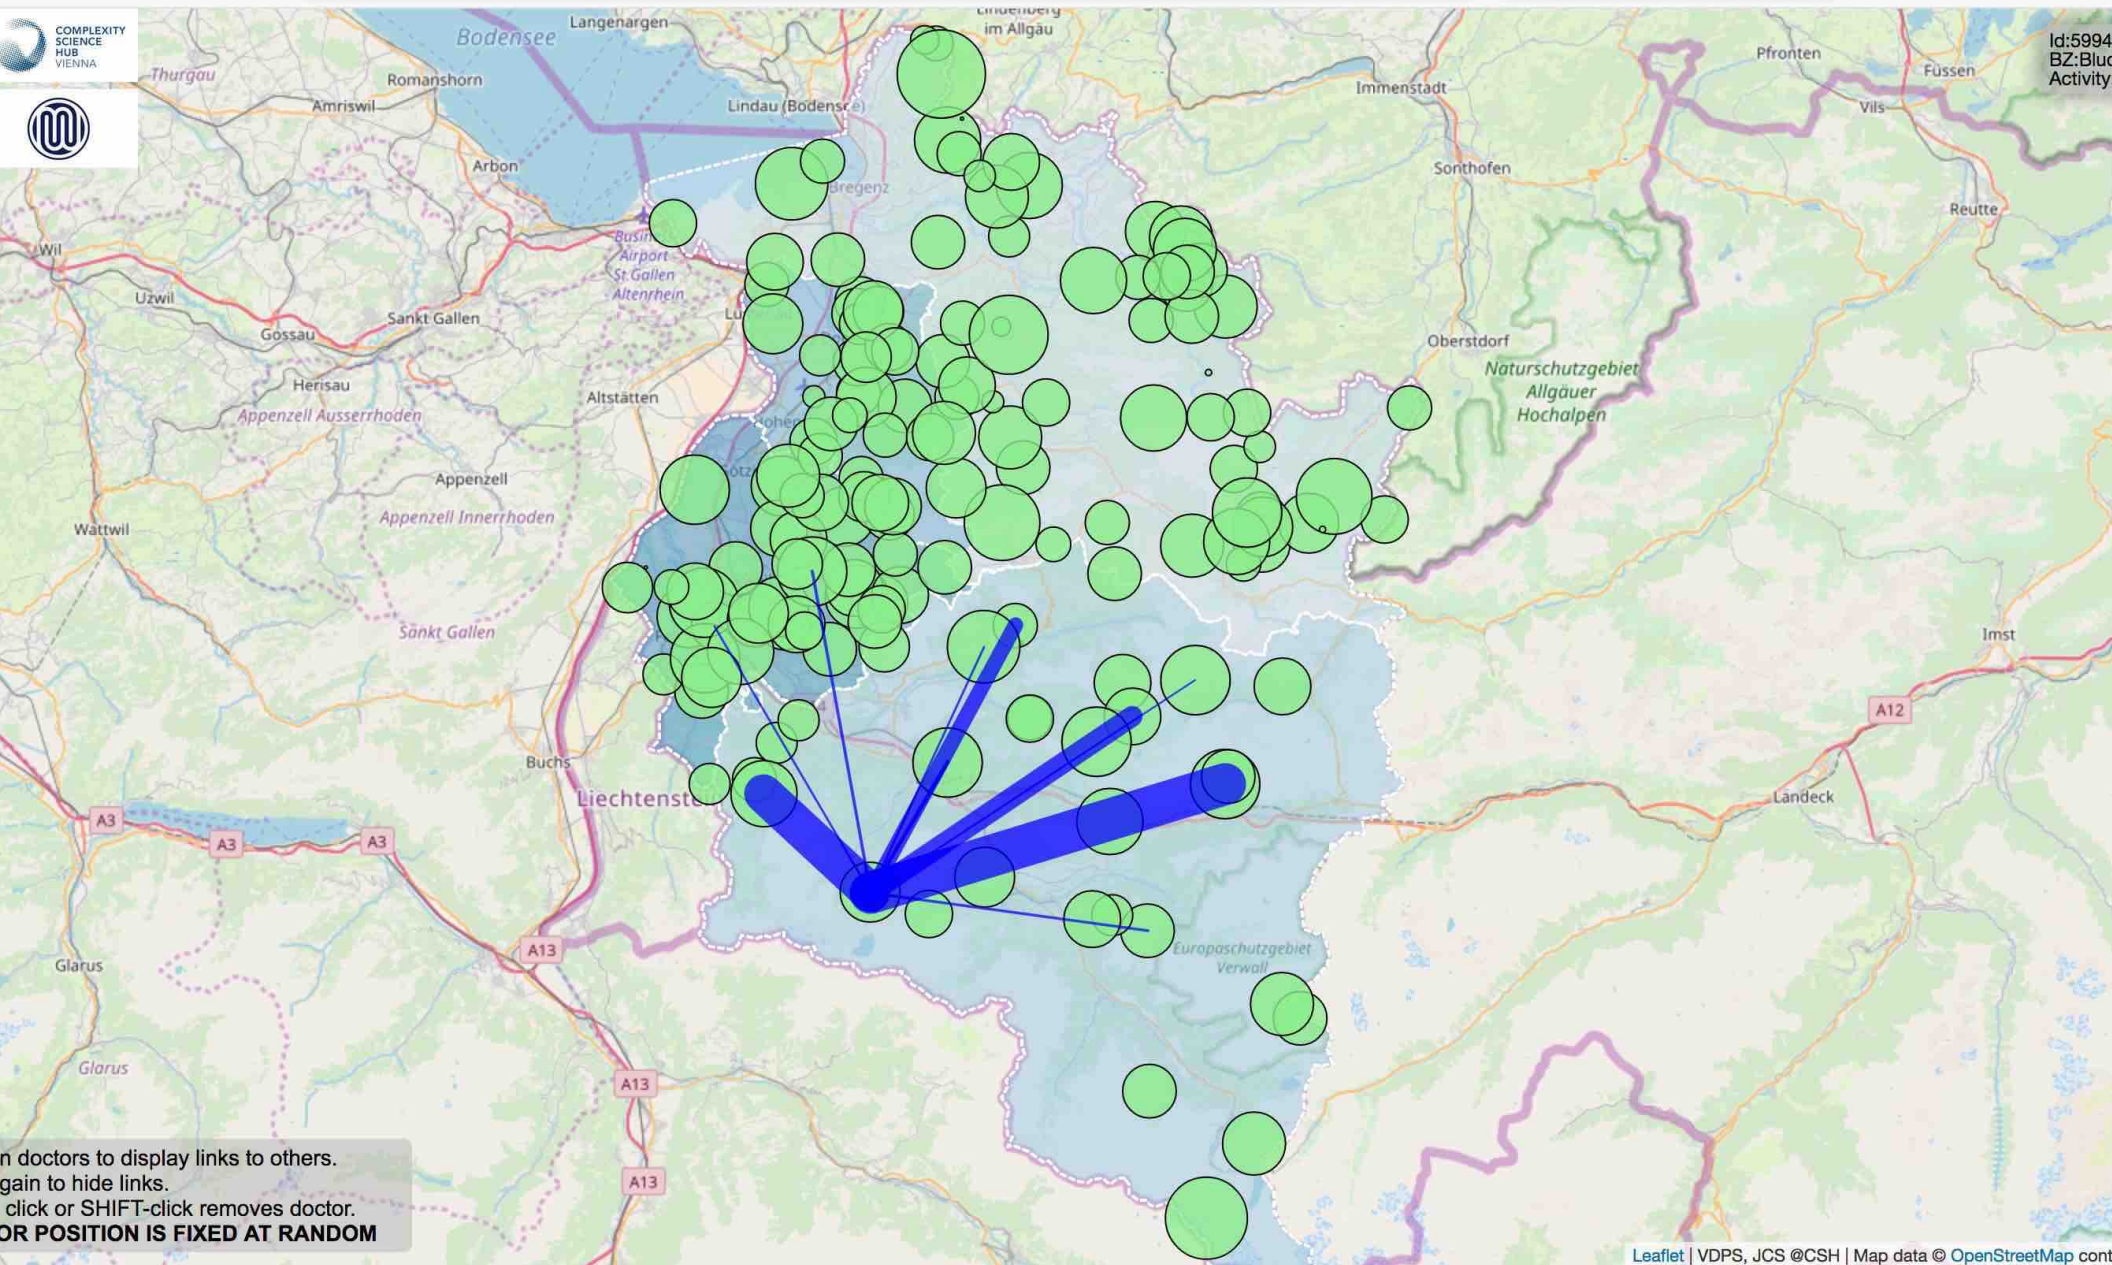 COMPLEXITY
SCIENCE
HUB
VIENNA
Langenargen
im Allgäu
Bodensee
Pfronten
Füssen
Id:5994
BZ:Blud
Activity
Thurgau
Romanshorn
Amriswil
Lindau (Bodensee)
Immenstadt
Vils
Arbon
Sonthofen
Bregenz
Reutte
Wil
Airport
St.Gallen
Altenrhein
Uzwil
Gossau
Sankt Gallen
Oberstdorf
Herisau
Altstätten
Naturschutzgebiet
Allgäuer
Hochalpen
Appenzell Ausserrhoden
Appenzell
Appenzell Innerrhoden
Wattwil
Sankt Gallen
Imst
A12
Buchs
Landeck
Liechtenste
A3
A3
A3
Europaschutzgebiet
Verwall
A13
Glarus
Glarus
A13
A13
n doctors to display links to others.
gain to hide links.
click or SHIFT-click removes doctor.
OR POSITION IS FIXED AT RANDOM
Leaflet | VDPS, JCS @CSH | Map data © OpenStreetMap cont